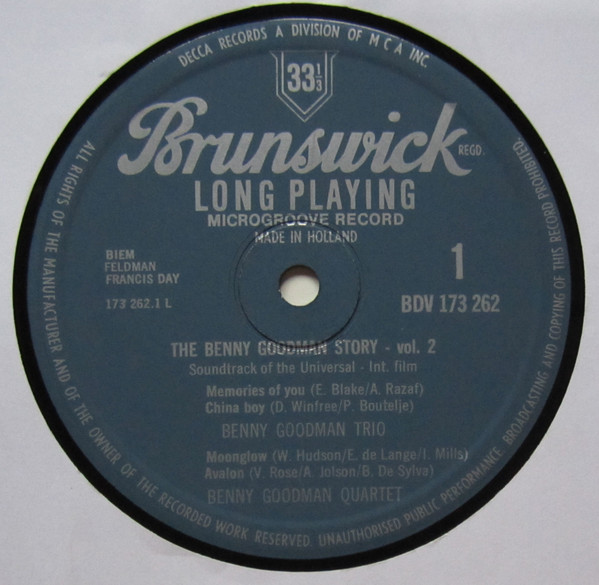 DECCA RECORDS A DIVISION OF M C A INC.
33 1/3
Brunswick REGD.
LONG PLAYING
MICROGROOVE RECORD
MADE IN HOLLAND
BIEM
FELDMAN
FRANCIS DAY
173 262.1 L
1
BDV 173 262
THE BENNY GOODMAN STORY - vol. 2
Soundtrack of the Universal - Int. film
Memories of you (E. Blake/A. Razaf)
China boy (D. Winfree/P. Boutelje)
BENNY GOODMAN TRIO
Moonglow (W. Hudson/E. de Lange/I. Mills)
Avalon (V. Rose/A. Jolson/B. De Sylva)
BENNY GOODMAN QUARTET
ALL RIGHTS OF THE MANUFACTURER AND OF THE OWNER OF THE RECORDED WORK RESERVED. UNAUTHORISED PUBLIC PERFORMANCE, BROADCASTING AND COPYING OF THIS RECORD PROHIBITED.